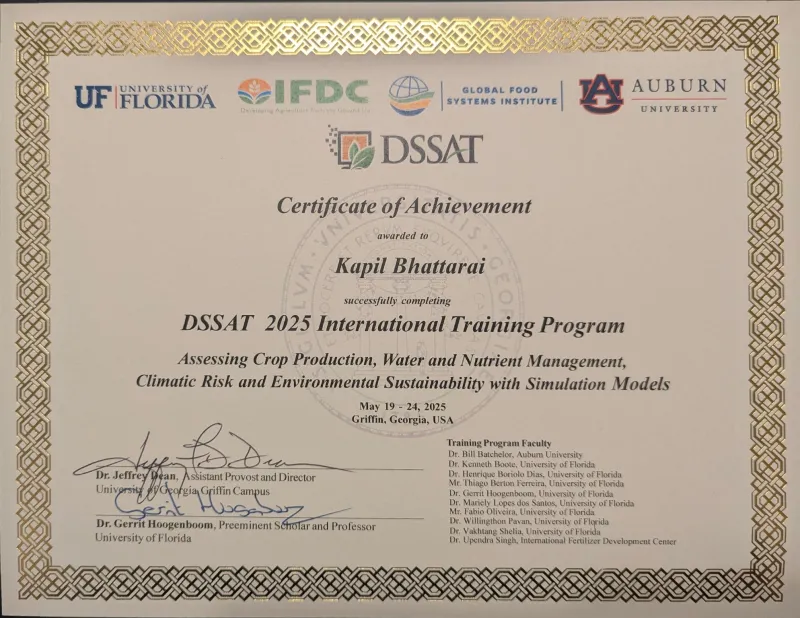 UF UNIVERSITY of FLORIDA
IFDC
GLOBAL FOOD SYSTEMS INSTITUTE
AUBURN UNIVERSITY
DSSAT
Certificate of Achievement
awarded to
Kapil Bhattarai
successfully completing
DSSAT 2025 International Training Program
Assessing Crop Production, Water and Nutrient Management,
Climatic Risk and Environmental Sustainability with Simulation Models
May 19 - 24, 2025
Griffin, Georgia, USA
Dr. Jeffrey Dean, Assistant Provost and Director
University of Georgia Griffin Campus
Gerrit Hoogenboom
Dr. Gerrit Hoogenboom, Preeminent Scholar and Professor
University of Florida
Training Program Faculty
Dr. Bill Batchelor, Auburn University
Dr. Kenneth Boote, University of Florida
Dr. Henrique Boriolo Dias, University of Florida
Mr. Thiago Berton Ferreira, University of Florida
Dr. Gerrit Hoogenboom, University of Florida
Dr. Mariely Lopes dos Santos, University of Florida
Mr. Fabio Oliveira, University of Florida
Dr. Willingthon Pavan, University of Florida
Dr. Vakhtang Shelia, University of Florida
Dr. Upendra Singh, International Fertilizer Development Center